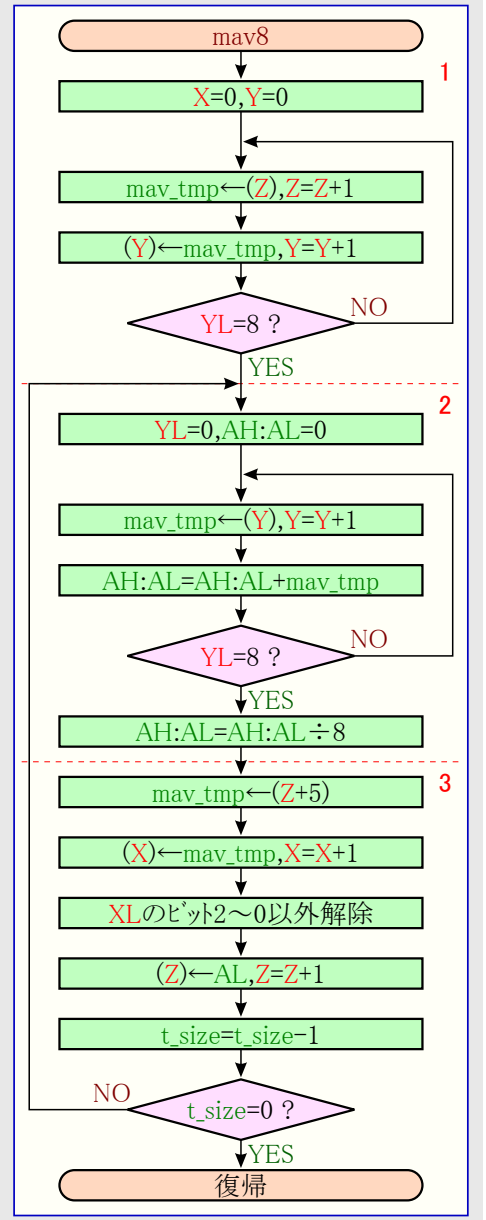 mav8
1
X=0,Y=0
mav_tmp←(Z),Z=Z+1
(Y)←mav_tmp,Y=Y+1
YL=8 ?
NO
YES
2
YL=0,AH:AL=0
mav_tmp←(Y),Y=Y+1
AH:AL=AH:AL+mav_tmp
YL=8 ?
NO
YES
AH:AL=AH:AL÷8
3
mav_tmp←(Z+5)
(X)←mav_tmp,X=X+1
XLのビット2～0以外解除
(Z)←AL,Z=Z+1
t_size=t_size-1
NO
t_size=0 ?
YES
復帰